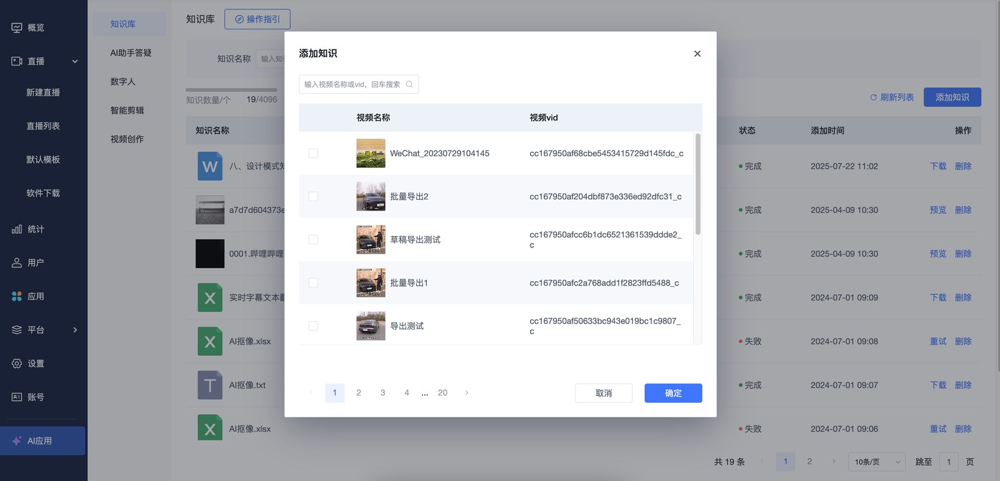 概览
直播
新建直播
直播列表
默认模板
软件下载
统计
用户
应用
平台
设置
账号
AI应用
知识库
AI助手答疑
数字人
智能剪辑
视频创作
知识库
操作指引
知识名称
输入知
知识数量/个 19/4096
刷新列表
添加知识
知识名称 状态 添加时间 操作
八、设计模式知 完成 2025-07-22 11:02 下载 删除
a7d7d604373e 完成 2025-04-09 10:30 预览 删除
0001.哔哩哔哩 完成 2025-04-09 10:30 预览 删除
实时字幕文本翻 完成 2024-07-01 09:09 下载 删除
AI抠像.xlsx 失败 2024-07-01 09:08 重试 删除
AI抠像.txt 完成 2024-07-01 09:07 下载 删除
AI抠像.xlsx 失败 2024-07-01 09:06 重试 删除
共 19 条 1 2 10条/页 跳至 1 页
添加知识
输入视频名称或vid，回车搜索
视频名称 视频vid
WeChat_20230729104145 cc167950af68cbe5453415729d145fdc_c
批量导出2 cc167950af204dbf873e336ed92dfc31_c
草稿导出测试 cc167950afcc6b1dc6521361539ddde2_
c
批量导出1 cc167950afc2a768add1f2823ffd5488_c
导出测试 cc167950af50633bc943e019bc1c9807_
c
1 2 3 4 ... 20
取消
确定